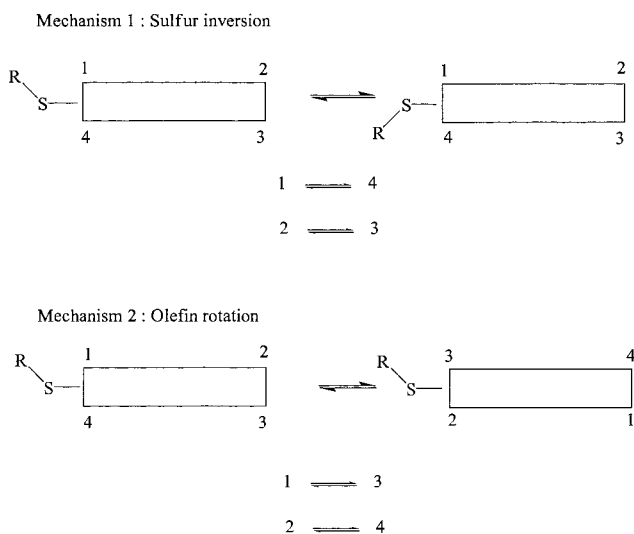 Mechanism 1 : Sulfur inversion
R 1 2 1 2
S S
4 3 R 4 3
1 ⇌ 4
2 ⇌ 3
Mechanism 2 : Olefin rotation
R 1 2 R 3 4
S S
4 3 2 1
1 ⇌ 3
2 ⇌ 4